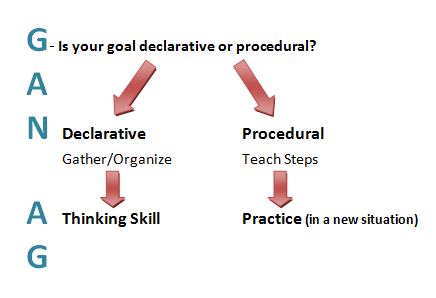 G - Is your goal declarative or procedural?
A
N Declarative Procedural
Gather/Organize Teach Steps
A Thinking Skill Practice (in a new situation)
G